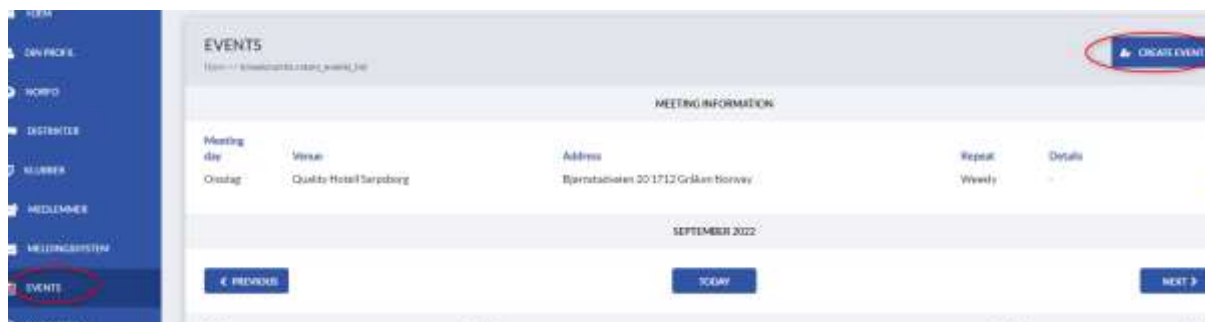 HJEM
DIN PROFIL
NORFO
DISTRIKTER
KLUBBER
MEDLEMMER
MELDINGSSYSTEM
EVENTS
EVENTS
CREATE EVENT
MEETING INFORMATION
Meeting
day Venue Address Repeat Details
Onsdag Quality Hotell Sarpsborg Bjørnstadveien 20 1712 Grålum Norway Weekly -
SEPTEMBER 2022
PREVIOUS TODAY NEXT